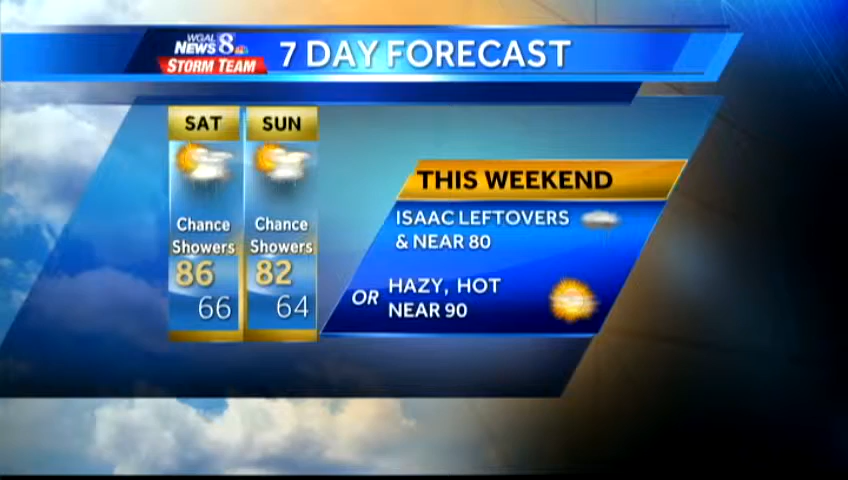 WGAL
NEWS 8
STORM TEAM
7 DAY FORECAST
SAT
SUN
Chance
Showers
86
66
Chance
Showers
82
64
THIS WEEKEND
ISAAC LEFTOVERS
& NEAR 80
OR
HAZY, HOT
NEAR 90